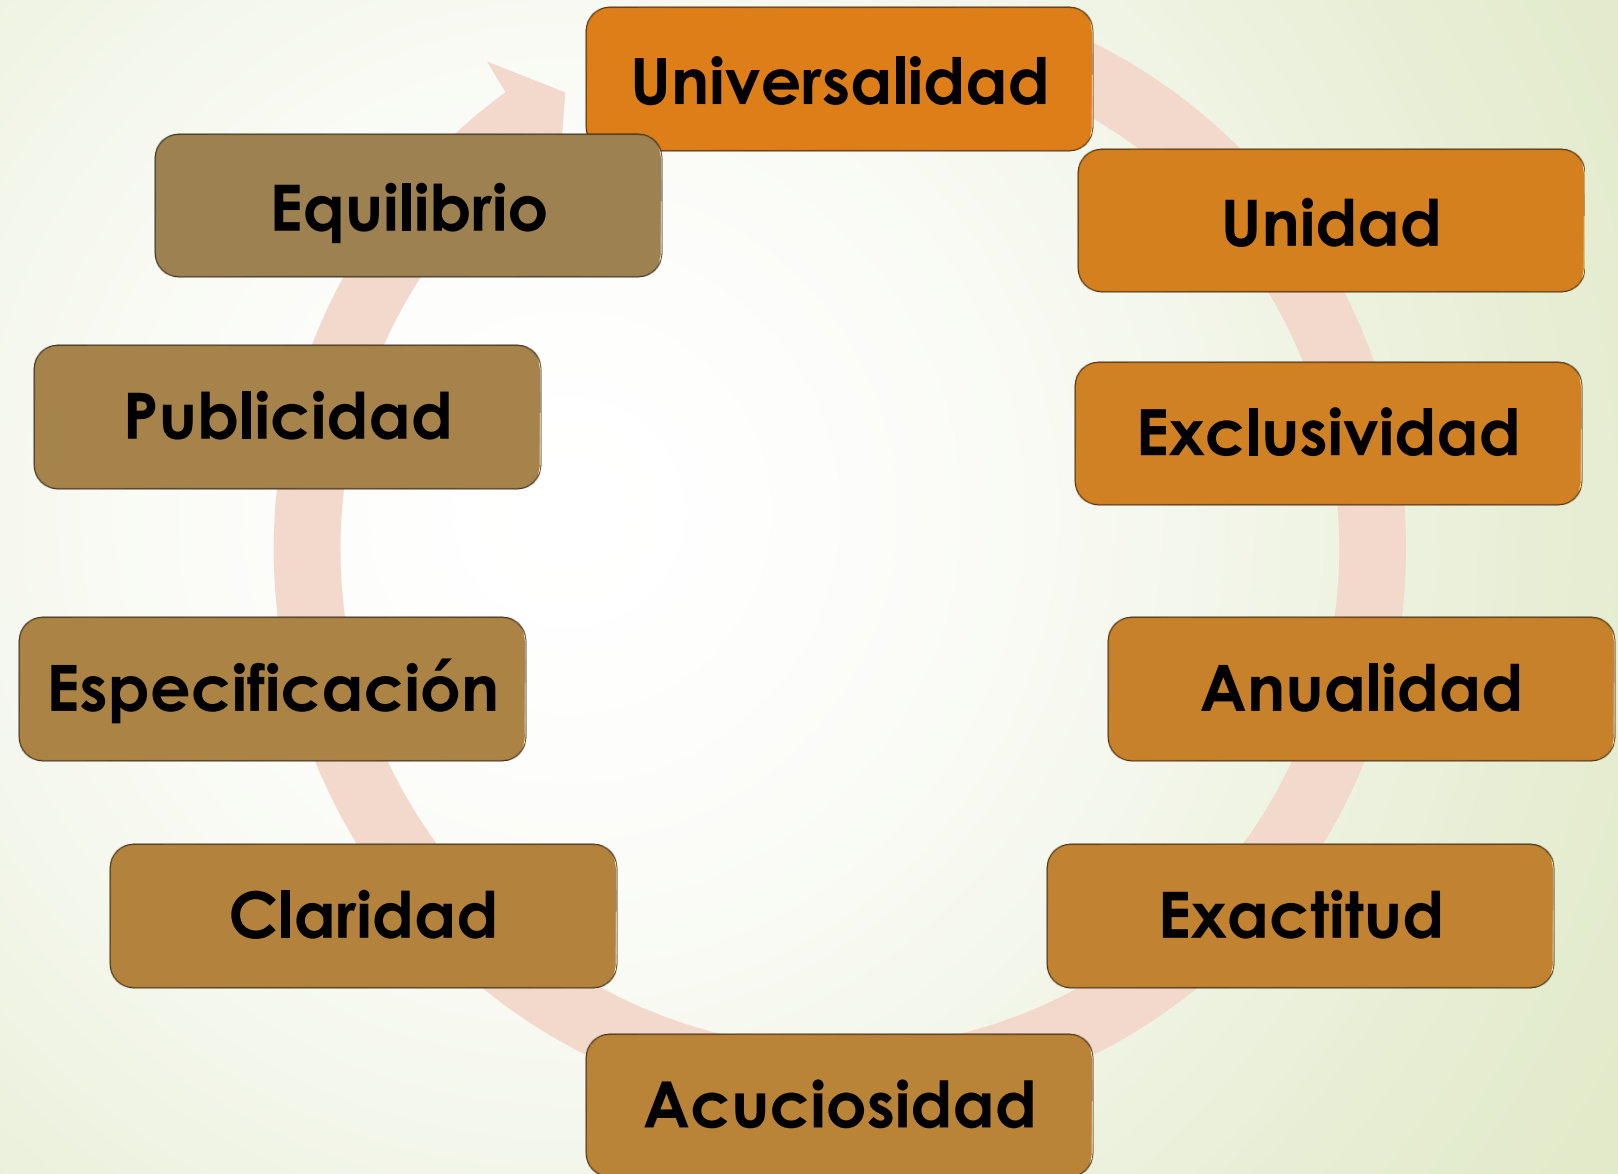 Universalidad
Unidad
Exclusividad
Anualidad
Exactitud
Acuciosidad
Claridad
Especificación
Publicidad
Equilibrio